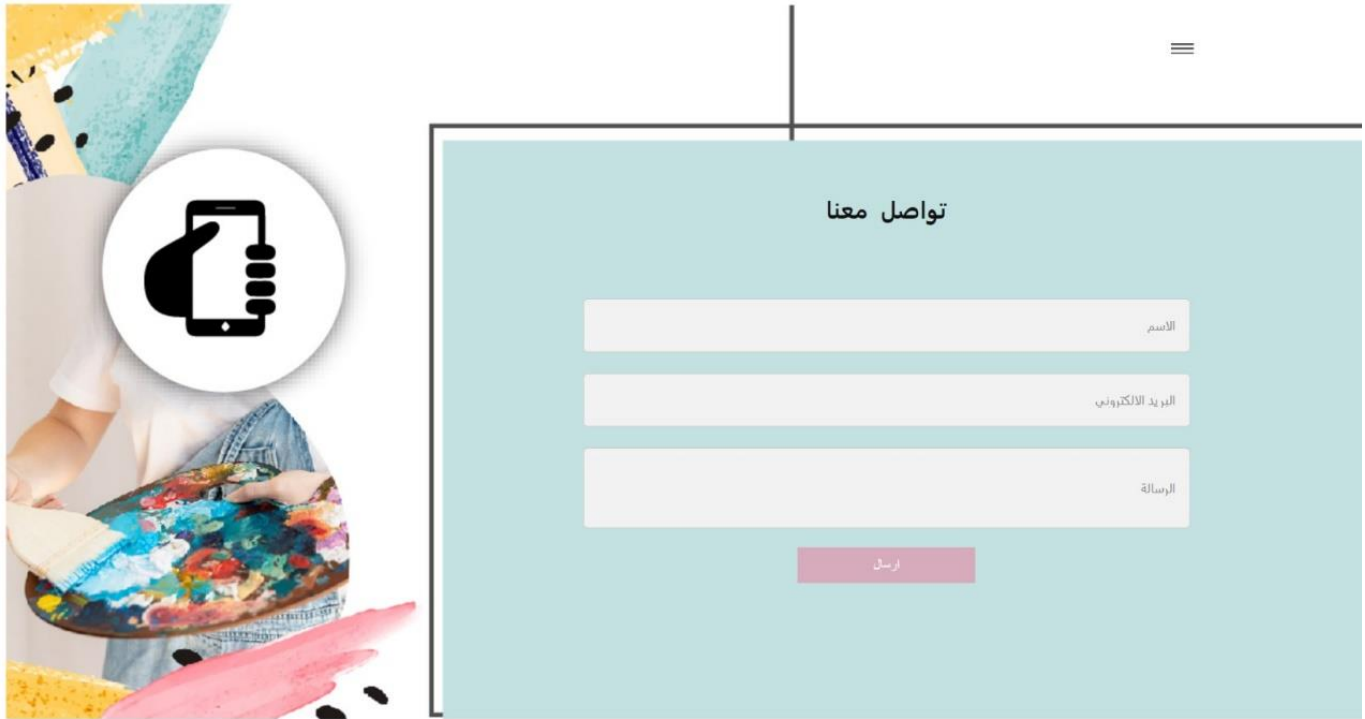 تواصل معنا
الاسم
البريد الالكتروني
الرسالة
ارسال